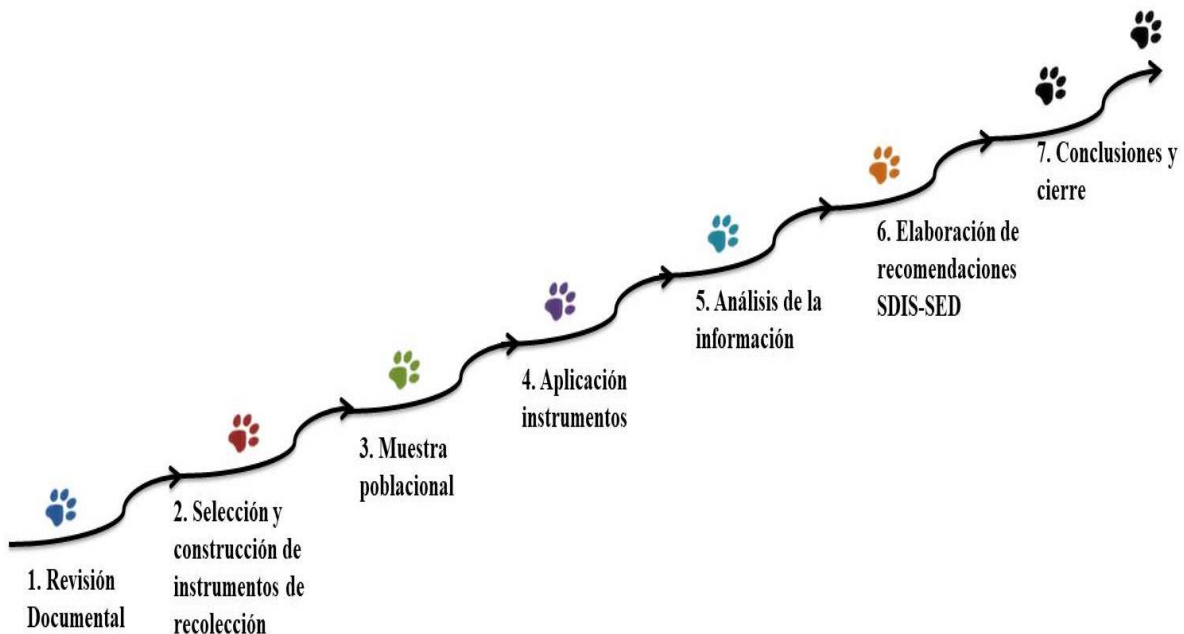 1. Revisión
Documental
2. Selección y
construcción de
instrumentos de
recolección
3. Muestra
poblacional
4. Aplicación
instrumentos
5. Análisis de la
información
6. Elaboración de
recomendaciones
SDIS-SED
7. Conclusiones y
cierre